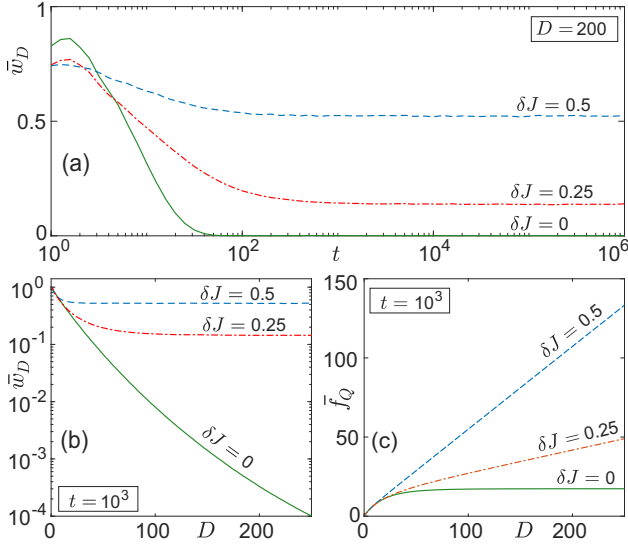 1
D = 200
w̄_D
0.5
δJ = 0.5
(a)
δJ = 0.25
δJ = 0
0
10^0
10^2
t
10^4
10^6
10^0
δJ = 0.5
10^-1
δJ = 0.25
w̄_D
10^-2
(b)
δJ = 0
10^-3
t = 10^3
10^-4
0
100
D
200
150
t = 10^3
100
δJ = 0.5
f̄_Q
50
(c)
δJ = 0.25
δJ = 0
0
0
100
D
200